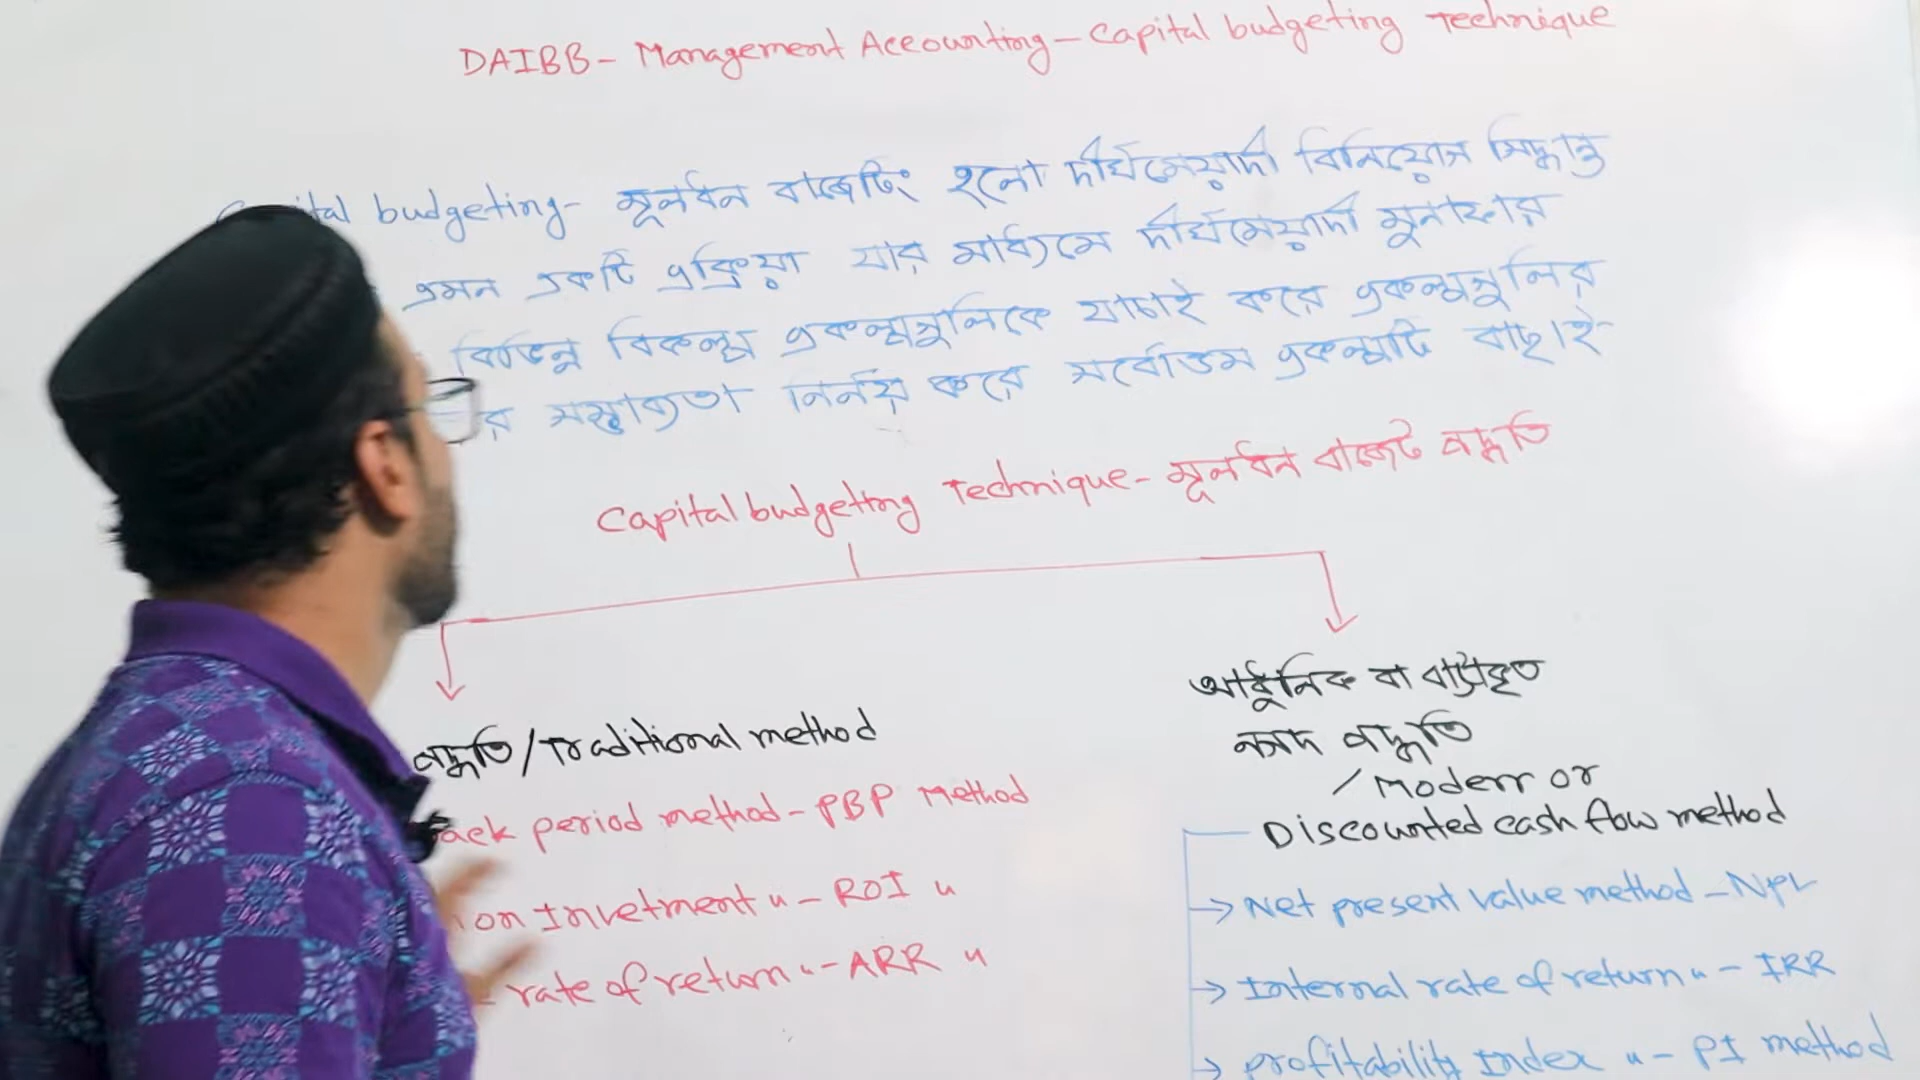 DAIBB - Management Accounting - Capital budgeting Technique
tal budgeting - মূলধন বাজেটিং হলো দীর্ঘমেয়াদী বিনিয়োগ সিদ্ধান্ত
এমন একটি প্রক্রিয়া যার মাধ্যমে দীর্ঘমেয়াদী মুনাফার
বিভিন্ন বিকল্প প্রকল্পগুলিকে যাচাই করে প্রকল্পগুলির
র সম্ভাব্যতা নির্নয় করে সর্বোত্তম প্রকল্পটি বাছাই
Capital budgetting Technique - মূলধন বাজেট পদ্ধতি
পদ্ধতি / Traditional method
ack period method - PBP Method
on Invetment " - ROI "
rate of return " - ARR "
আধুনিক বা বাট্টাকৃত
নগদ পদ্ধতি
/ Modern or
Discounted cash flow method
→ Net present value method - NPV
→ Internal rate of return " - IRR
→ profitability Index " - PI method